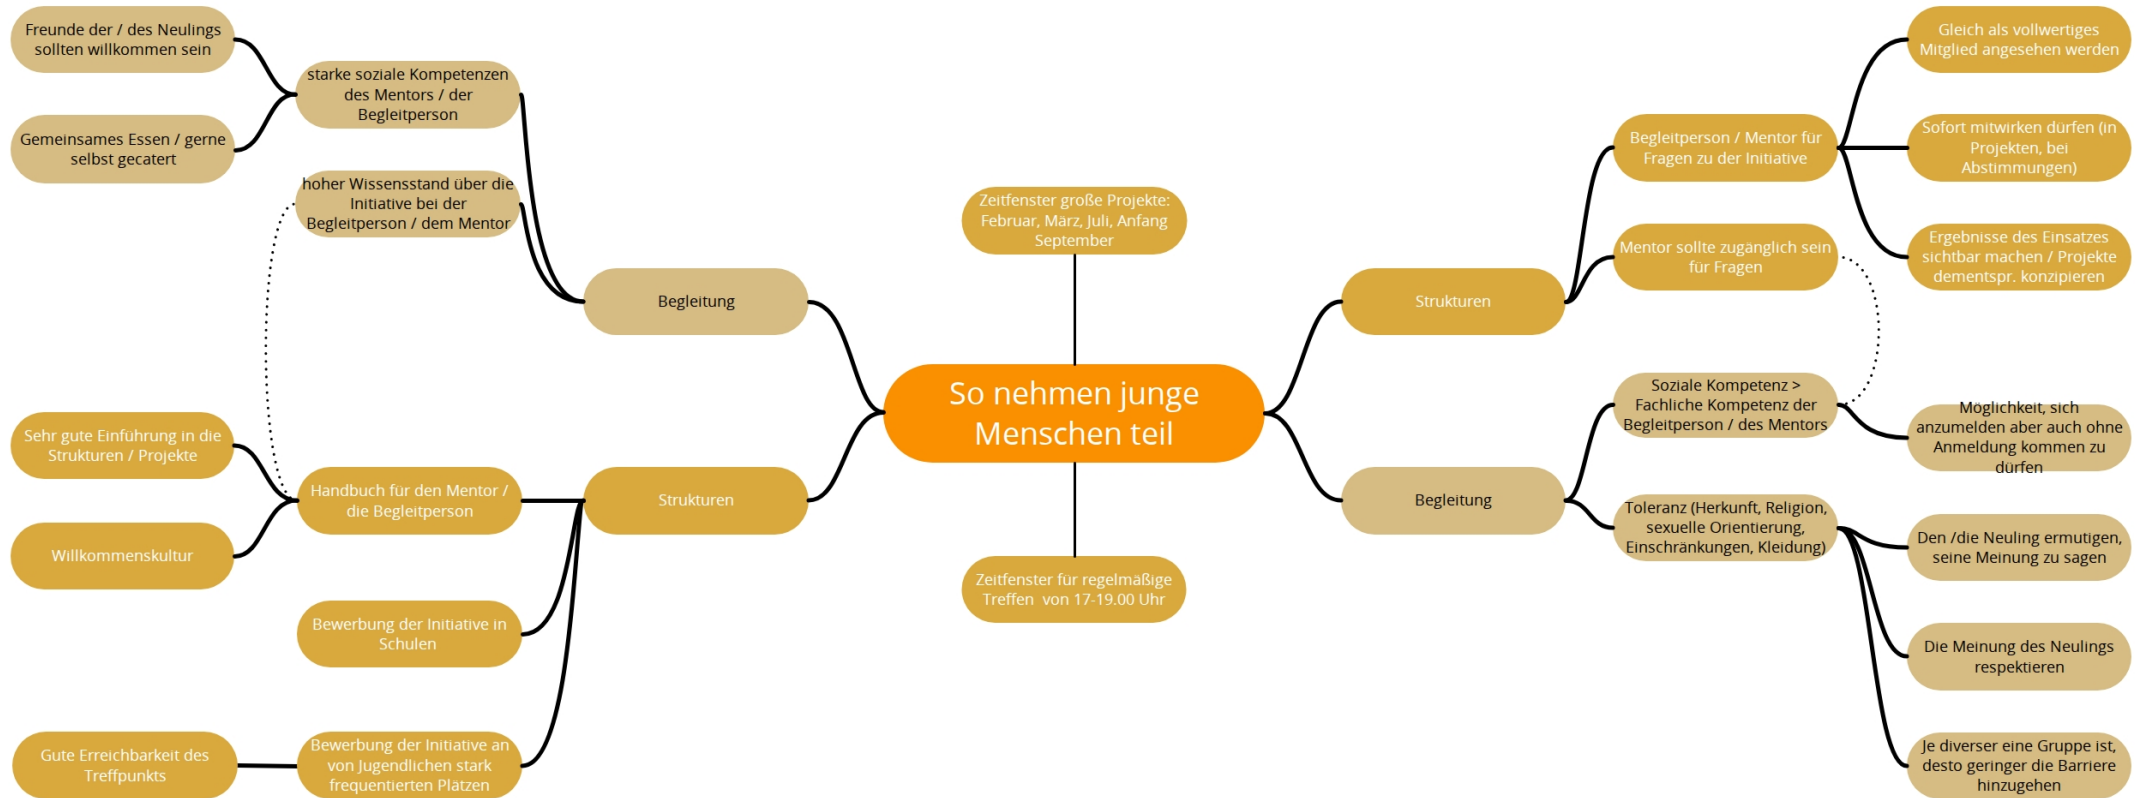 Freunde der / des Neulings
sollten willkommen sein
Gemeinsames Essen / gerne
selbst gecatert
starke soziale Kompetenzen
des Mentors / der
Begleitperson
hoher Wissensstand über die
Initiative bei der
Begleitperson / dem Mentor
Begleitung
Sehr gute Einführung in die
Strukturen / Projekte
Willkommenskultur
Handbuch für den Mentor /
die Begleitperson
Strukturen
Bewerbung der Initiative in
Schulen
Gute Erreichbarkeit des
Treffpunkts
Bewerbung der Initiative an
von Jugendlichen stark
frequentierten Plätzen
Zeitfenster große Projekte:
Februar, März, Juli, Anfang
September
So nehmen junge
Menschen teil
Zeitfenster für regelmäßige
Treffen  von 17-19.00 Uhr
Strukturen
Begleitperson / Mentor für
Fragen zu der Initiative
Mentor sollte zugänglich sein
für Fragen
Gleich als vollwertiges
Mitglied angesehen werden
Sofort mitwirken dürfen (in
Projekten, bei
Abstimmungen)
Ergebnisse des Einsatzes
sichtbar machen / Projekte
dementspr. konzipieren
Begleitung
Soziale Kompetenz >
Fachliche Kompetenz der
Begleitperson / des Mentors
Toleranz (Herkunft, Religion,
sexuelle Orientierung,
Einschränkungen, Kleidung)
Möglichkeit, sich
anzumelden aber auch ohne
Anmeldung kommen zu
dürfen
Den /die Neuling ermutigen,
seine Meinung zu sagen
Die Meinung des Neulings
respektieren
Je diverser eine Gruppe ist,
desto geringer die Barriere
hinzugehen